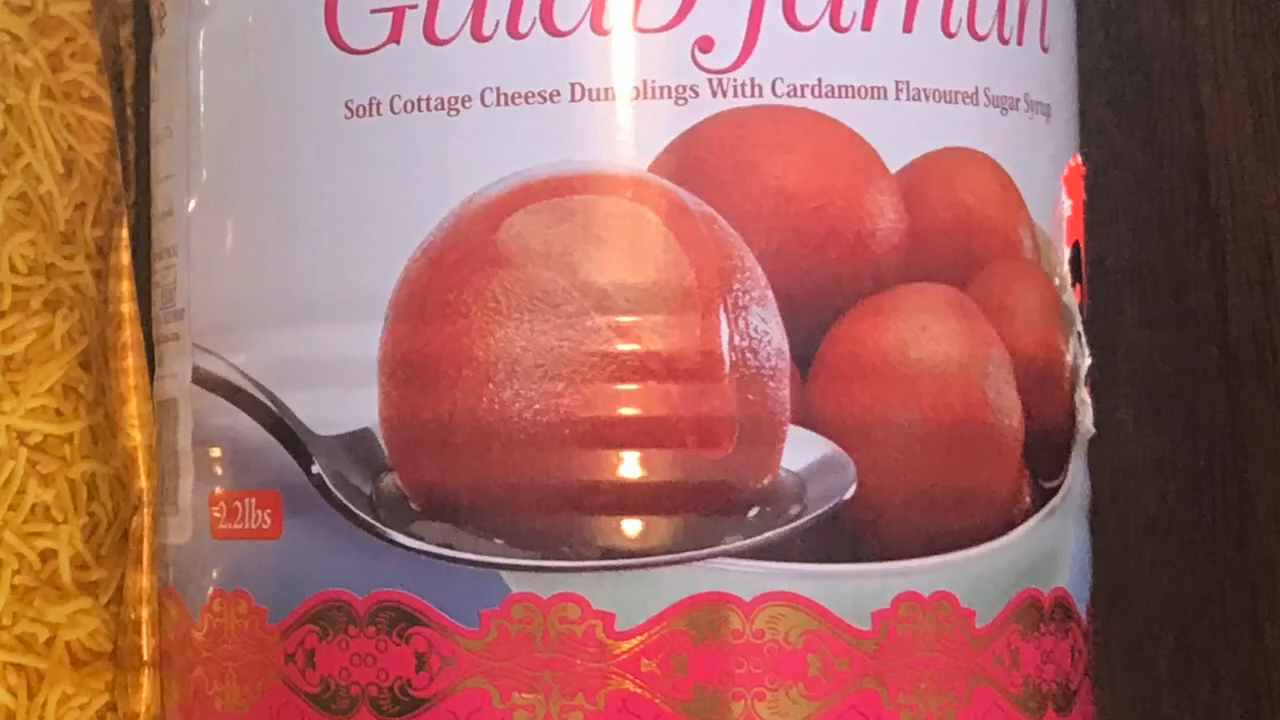 Gulab Jamun
Soft Cottage Cheese Dumplings With Cardamom Flavoured Sugar Syrup
2.2lbs